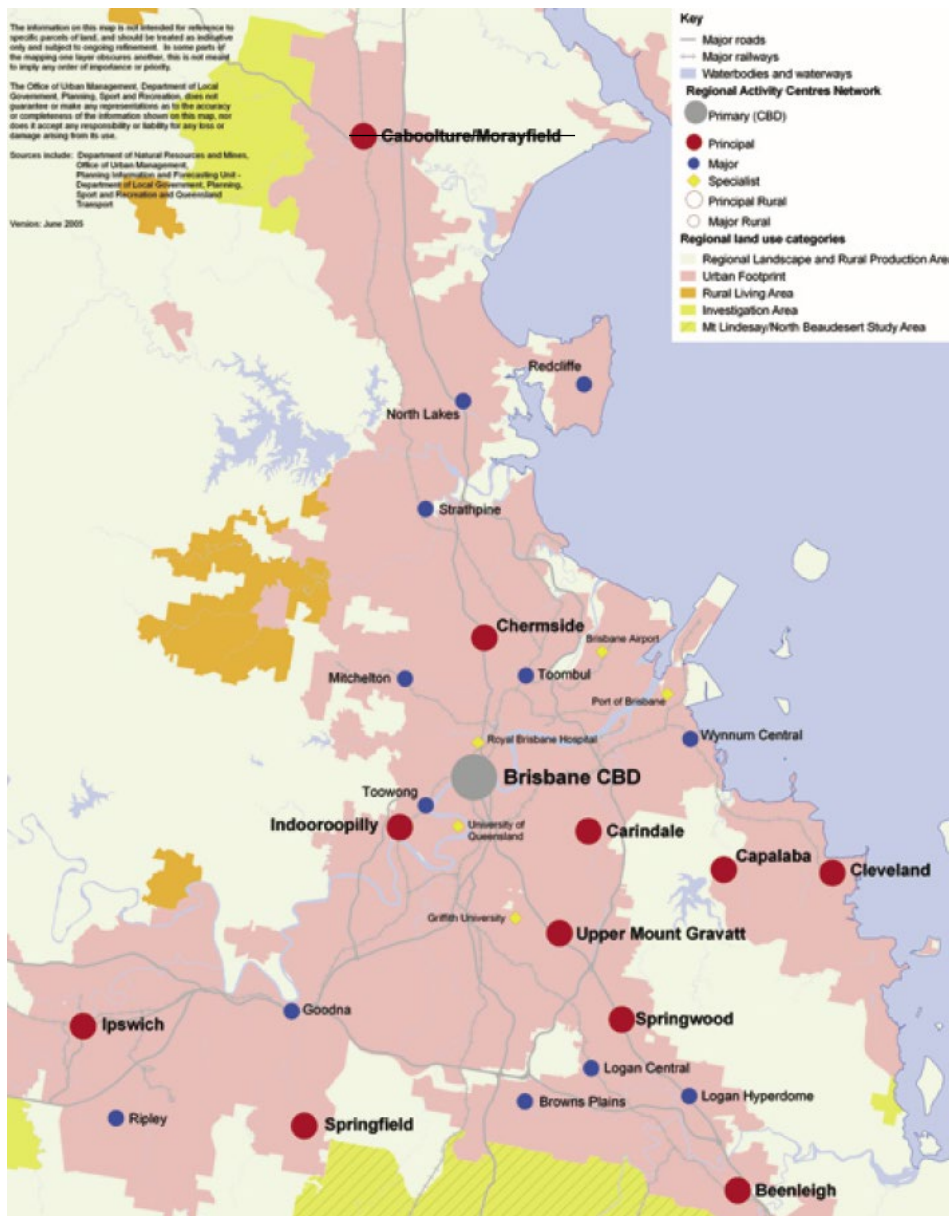 The information on this map is not intended for reference to
specific parcels of land, and should be treated as indicative
only and subject to ongoing refinement. In some parts of
the mapping one layer obscures another, this is not meant
to imply any order of importance or priority.
The Office of Urban Management, Department of Local
Government, Planning, Sport and Recreation, does not
guarantee or make any representations as to the accuracy
or completeness of the information shown on this map, nor
does it accept any responsibility or liability for any loss or
damage arising from its use.
Sources include: Department of Natural Resources and Mines,
Office of Urban Management,
Planning Information and Forecasting Unit -
Department of Local Government, Planning,
Sport and Recreation and Queensland
Transport
Version: June 2005
Key
Major roads
Major railways
Waterbodies and waterways
Regional Activity Centres Network
Primary (CBD)
Principal
Major
Specialist
Principal Rural
Major Rural
Regional land use categories
Regional Landscape and Rural Production Area
Urban Footprint
Rural Living Area
Investigation Area
Mt Lindesay/North Beaudesert Study Area
Caboolture/Morayfield
Redcliffe
North Lakes
Strathpine
Chermside
Brisbane Airport
Mitchelton
Toombul
Port of Brisbane
Wynnum Central
Royal Brisbane Hospital
Brisbane CBD
Toowong
Indooroopilly
University of
Queensland
Carindale
Capalaba
Cleveland
Griffith University
Upper Mount Gravatt
Goodna
Ipswich
Springwood
Logan Central
Logan Hyperdome
Browns Plains
Ripley
Springfield
Beenleigh